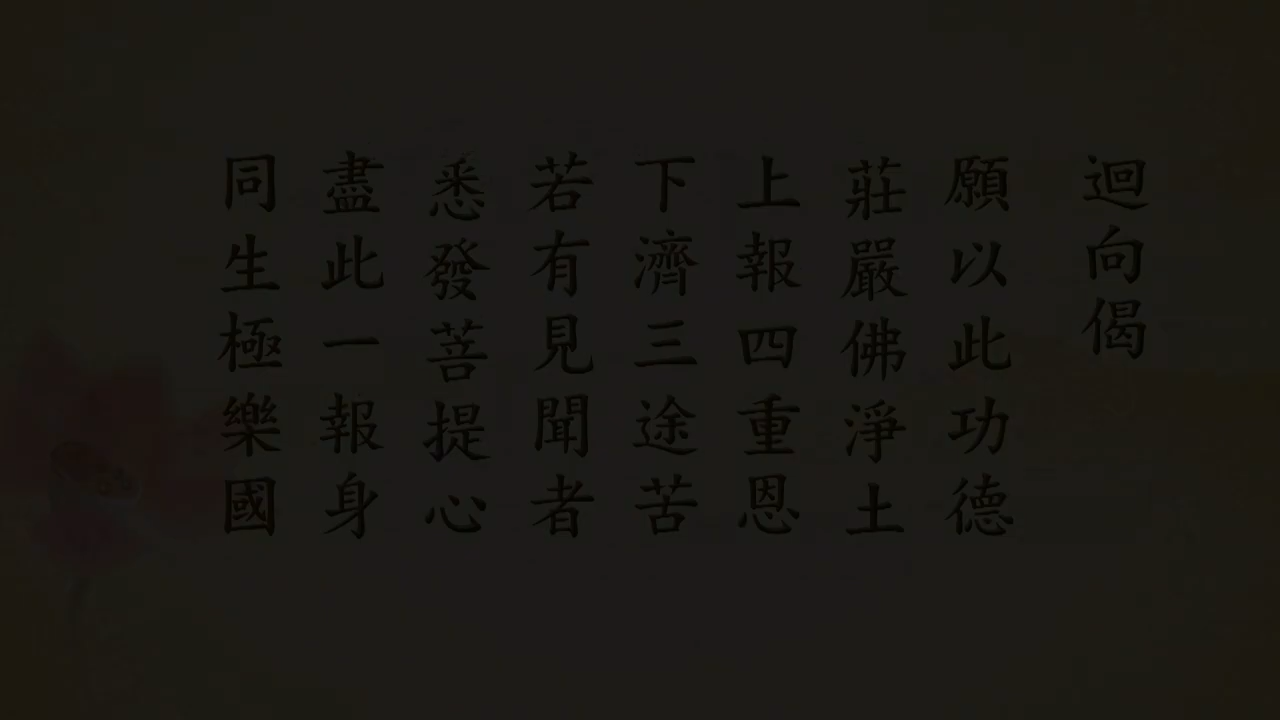 迴向偈
願以此功德
莊嚴佛淨土
上報四重恩
下濟三途苦
若有見聞者
悉發菩提心
盡此一報身
同生極樂國